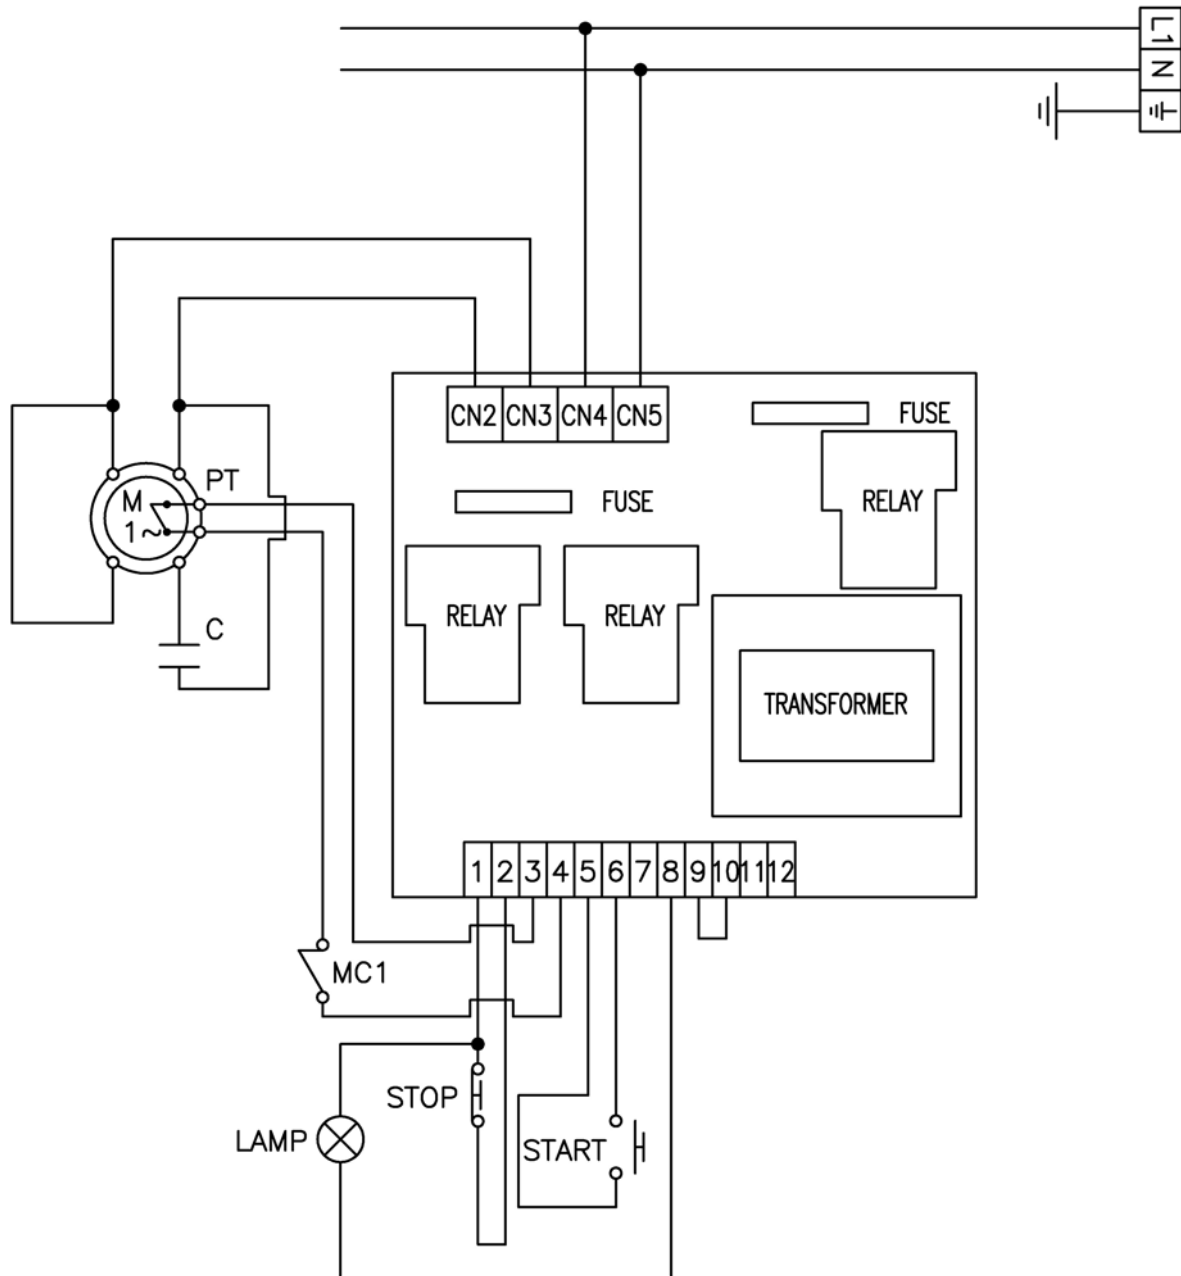 L1
N
CN2 CN3 CN4 CN5
FUSE
PT
M
1~
FUSE
RELAY
RELAY
RELAY
C
TRANSFORMER
1 2 3 4 5 6 7 8 9 10 11 12
MC1
STOP
LAMP
START